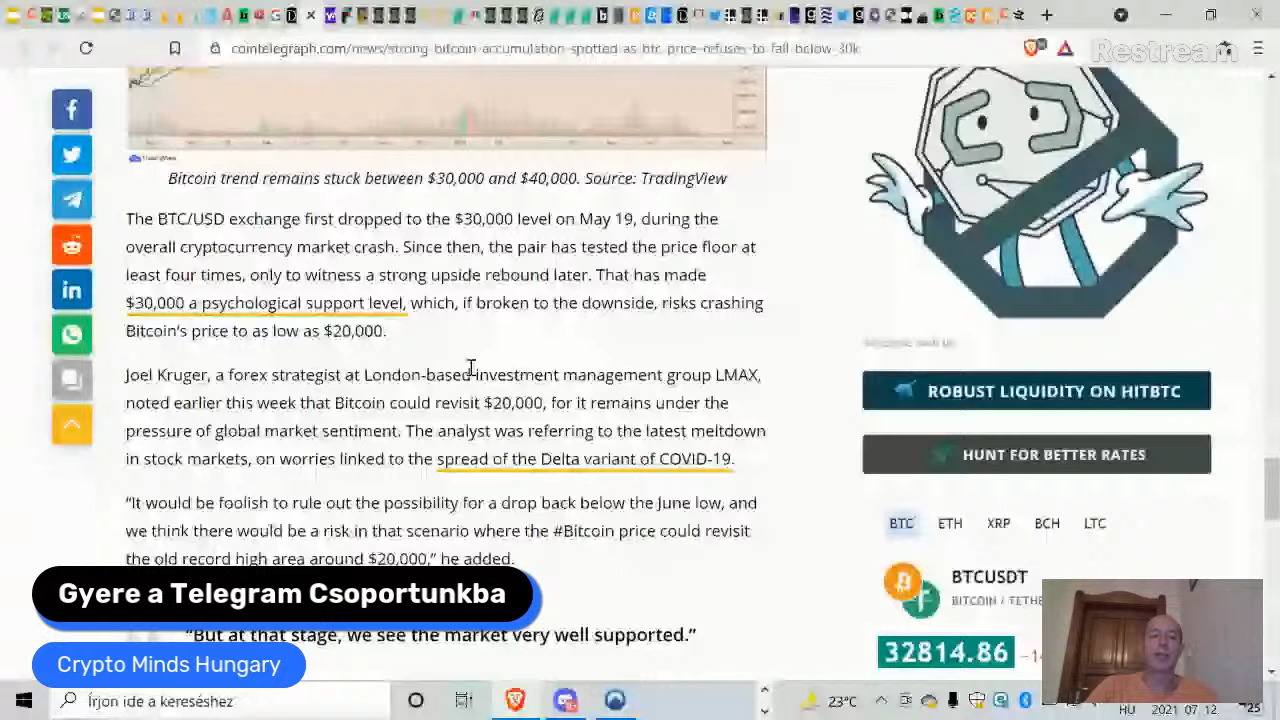 cointelegraph.com/news/strong-bitcoin-accumulation-spotted-as-btc-price-refuses-to-fall-below-30k
Restream
TradingView
Bitcoin trend remains stuck between $30,000 and $40,000. Source: TradingView
The BTC/USD exchange first dropped to the $30,000 level on May 19, during the
overall cryptocurrency market crash. Since then, the pair has tested the price floor at
least four times, only to witness a strong upside rebound later. That has made
$30,000 a psychological support level, which, if broken to the downside, risks crashing
Bitcoin's price to as low as $20,000.
Joel Kruger, a forex strategist at London-based investment management group LMAX,
noted earlier this week that Bitcoin could revisit $20,000, for it remains under the
pressure of global market sentiment. The analyst was referring to the latest meltdown
in stock markets, on worries linked to the spread of the Delta variant of COVID-19.
“It would be foolish to rule out the possibility for a drop back below the June low, and
we think there would be a risk in that scenario where the #Bitcoin price could revisit
the old record high area around $20,000,” he added.
“But at that stage, we see the market very well supported.”
ROBUST LIQUIDITY ON HITBTC
HUNT FOR BETTER RATES
BTC ETH XRP BCH LTC
BTCUSDT
BITCOIN / TETHE
32814.86
Gyere a Telegram Csoportunkba
Crypto Minds Hungary
Írjon ide a kereséshez
23°C
HU 2021. 07. 12.